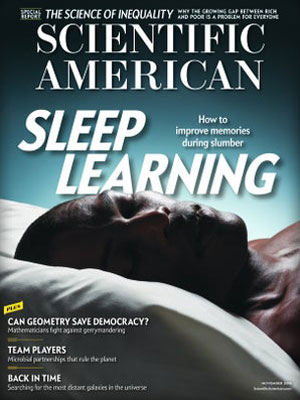 SPECIAL REPORT
THE SCIENCE OF INEQUALITY
WHY THE GROWING GAP BETWEEN RICH
AND POOR IS A PROBLEM FOR EVERYONE
SCIENTIFIC
AMERICAN
SLEEP
LEARNING
How to
improve memories
during slumber
PLUS
CAN GEOMETRY SAVE DEMOCRACY?
Mathematicians fight against gerrymandering
TEAM PLAYERS
Microbial partnerships that rule the planet
BACK IN TIME
Searching for the most distant galaxies in the universe